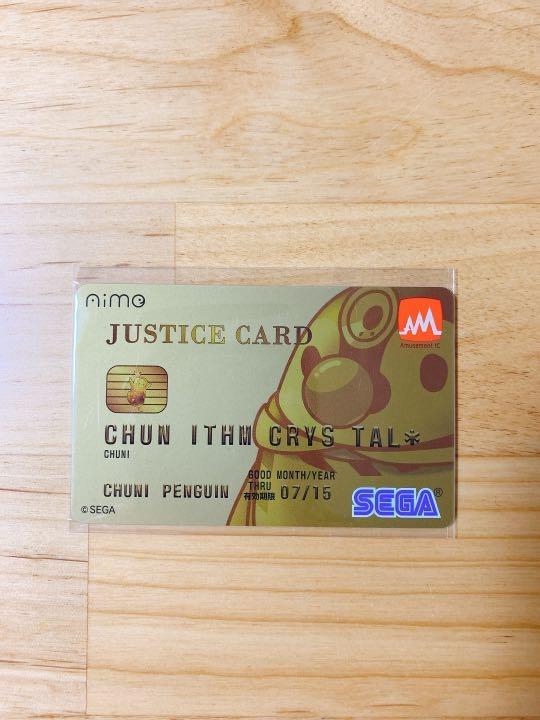 Aime
JUSTICE CARD
AM
Amusement IC
CHUN ITHM CRYS TAL*
CHUNI
GOOD MONTH/YEAR
THRU
有効期限
07/15
CHUNI PENGUIN
SEGA®
©SEGA